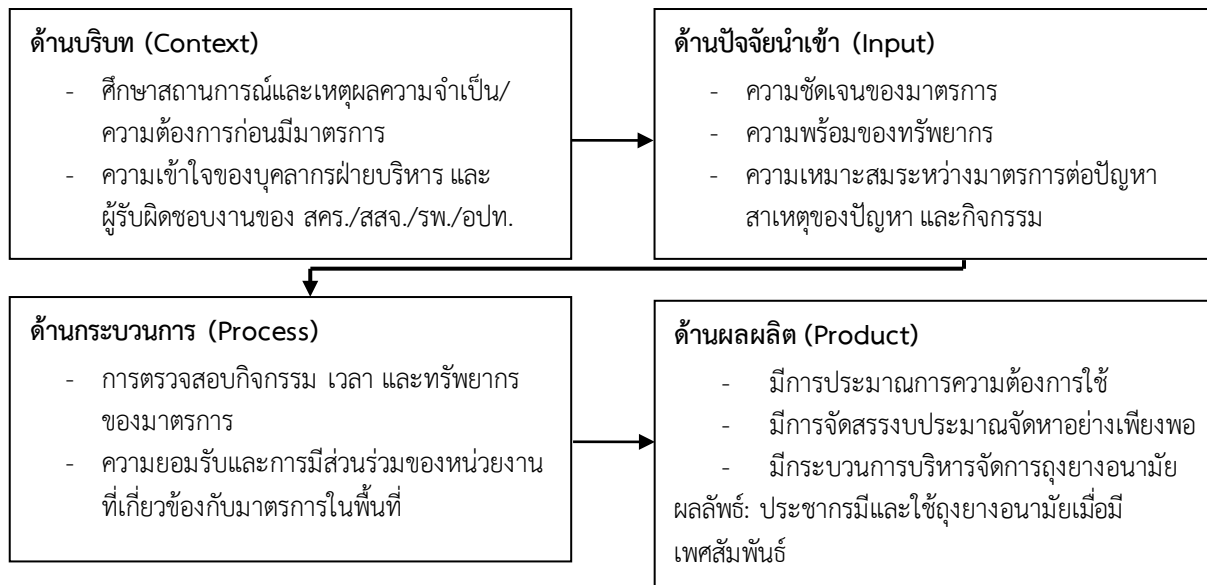 ด้านบริบท (Context)
- ศึกษาสถานการณ์และเหตุผลความจำเป็น/
ความต้องการก่อนมีมาตรการ
- ความเข้าใจของบุคลากรฝ่ายบริหาร และ
ผู้รับผิดชอบงานของ สคร./สสจ./รพ./อปท.
ด้านปัจจัยนำเข้า (Input)
- ความชัดเจนของมาตรการ
- ความพร้อมของทรัพยากร
- ความเหมาะสมระหว่างมาตรการต่อปัญหา
สาเหตุของปัญหา และกิจกรรม
ด้านกระบวนการ (Process)
- การตรวจสอบกิจกรรม เวลา และทรัพยากร
ของมาตรการ
- ความยอมรับและการมีส่วนร่วมของหน่วยงาน
ที่เกี่ยวข้องกับมาตรการในพื้นที่
ด้านผลผลิต (Product)
- มีการประมาณการความต้องการใช้
- มีการจัดสรรงบประมาณจัดหาอย่างเพียงพอ
- มีกระบวนการบริหารจัดการถุงยางอนามัย
ผลลัพธ์: ประชากรมีและใช้ถุงยางอนามัยเมื่อมี
เพศสัมพันธ์